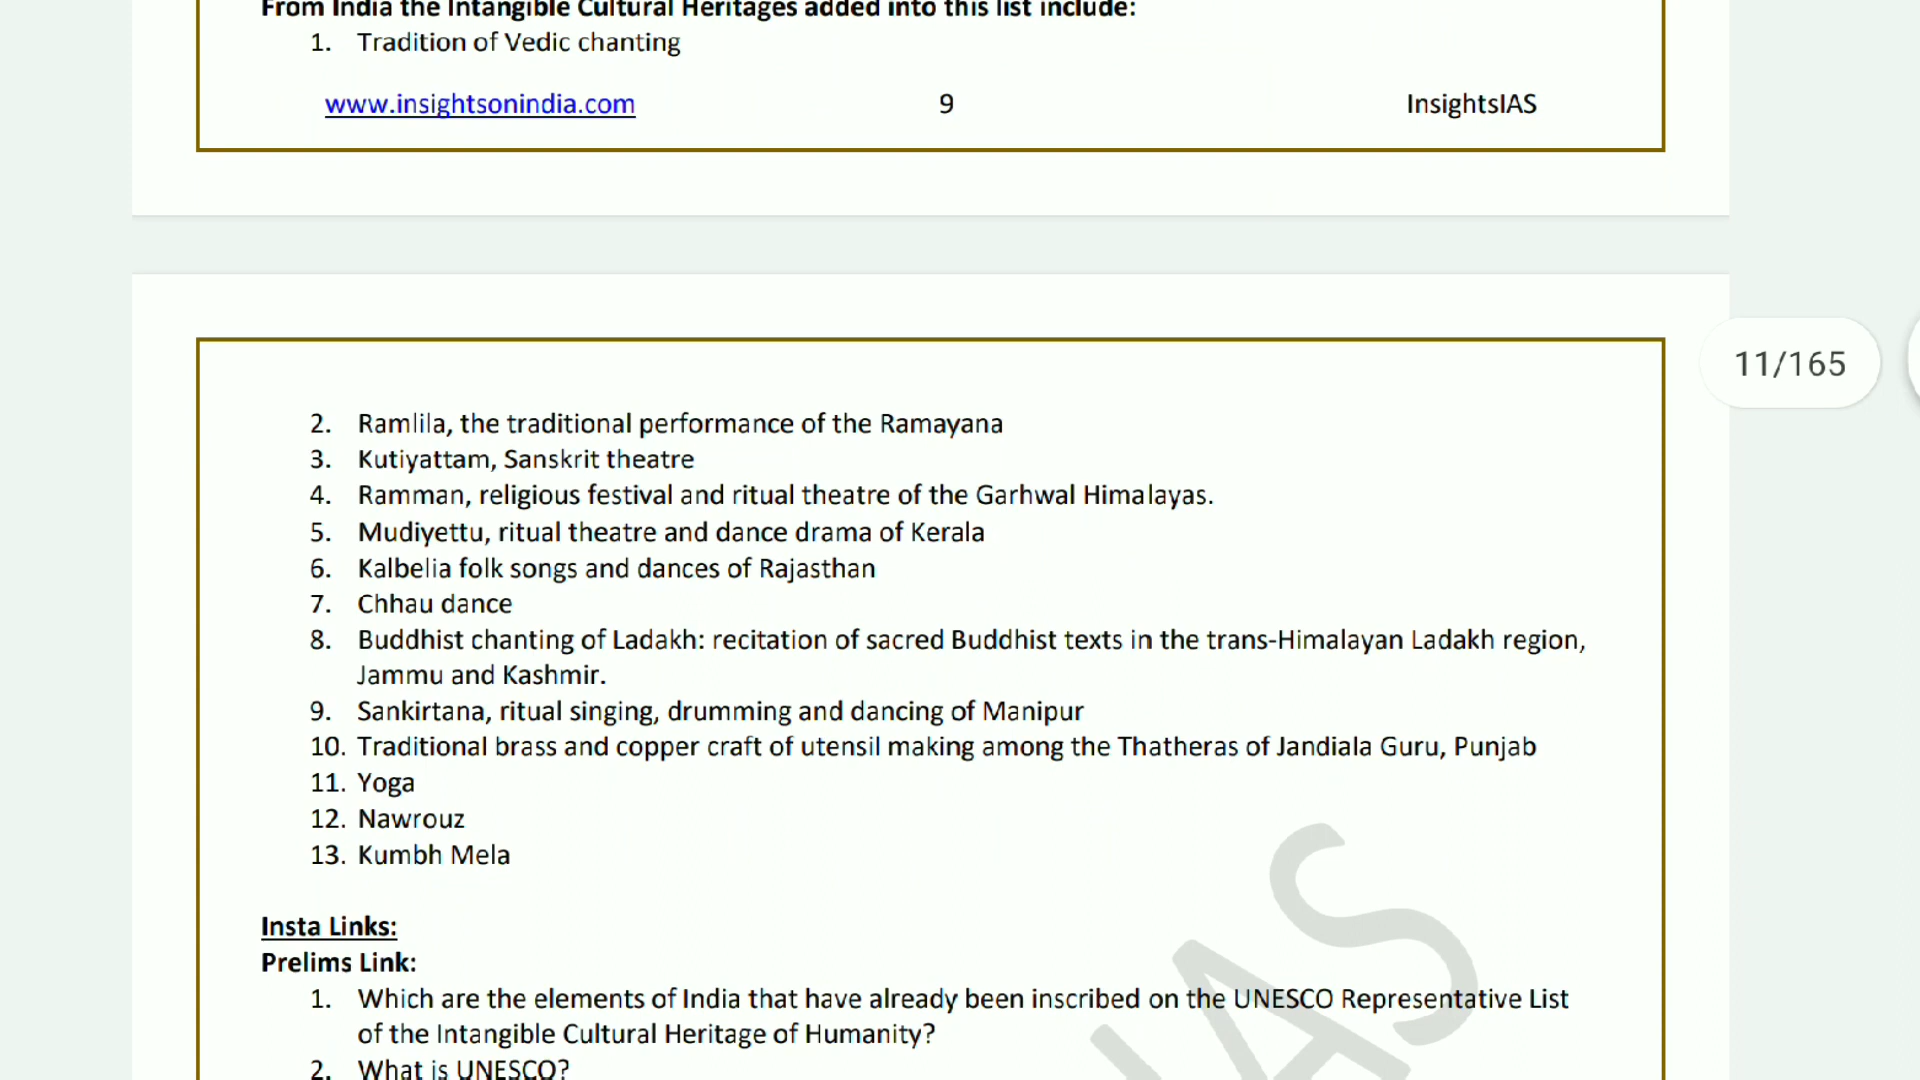 From India the Intangible Cultural Heritages added into this list include:
1. Tradition of Vedic chanting
www.insightsonindia.com 9 InsightsIAS
11/165
2. Ramlila, the traditional performance of the Ramayana
3. Kutiyattam, Sanskrit theatre
4. Ramman, religious festival and ritual theatre of the Garhwal Himalayas.
5. Mudiyettu, ritual theatre and dance drama of Kerala
6. Kalbelia folk songs and dances of Rajasthan
7. Chhau dance
8. Buddhist chanting of Ladakh: recitation of sacred Buddhist texts in the trans-Himalayan Ladakh region,
Jammu and Kashmir.
9. Sankirtana, ritual singing, drumming and dancing of Manipur
10. Traditional brass and copper craft of utensil making among the Thatheras of Jandiala Guru, Punjab
11. Yoga
12. Nawrouz
13. Kumbh Mela
Insta Links:
Prelims Link:
1. Which are the elements of India that have already been inscribed on the UNESCO Representative List
of the Intangible Cultural Heritage of Humanity?
2. What is UNESCO?
IAS